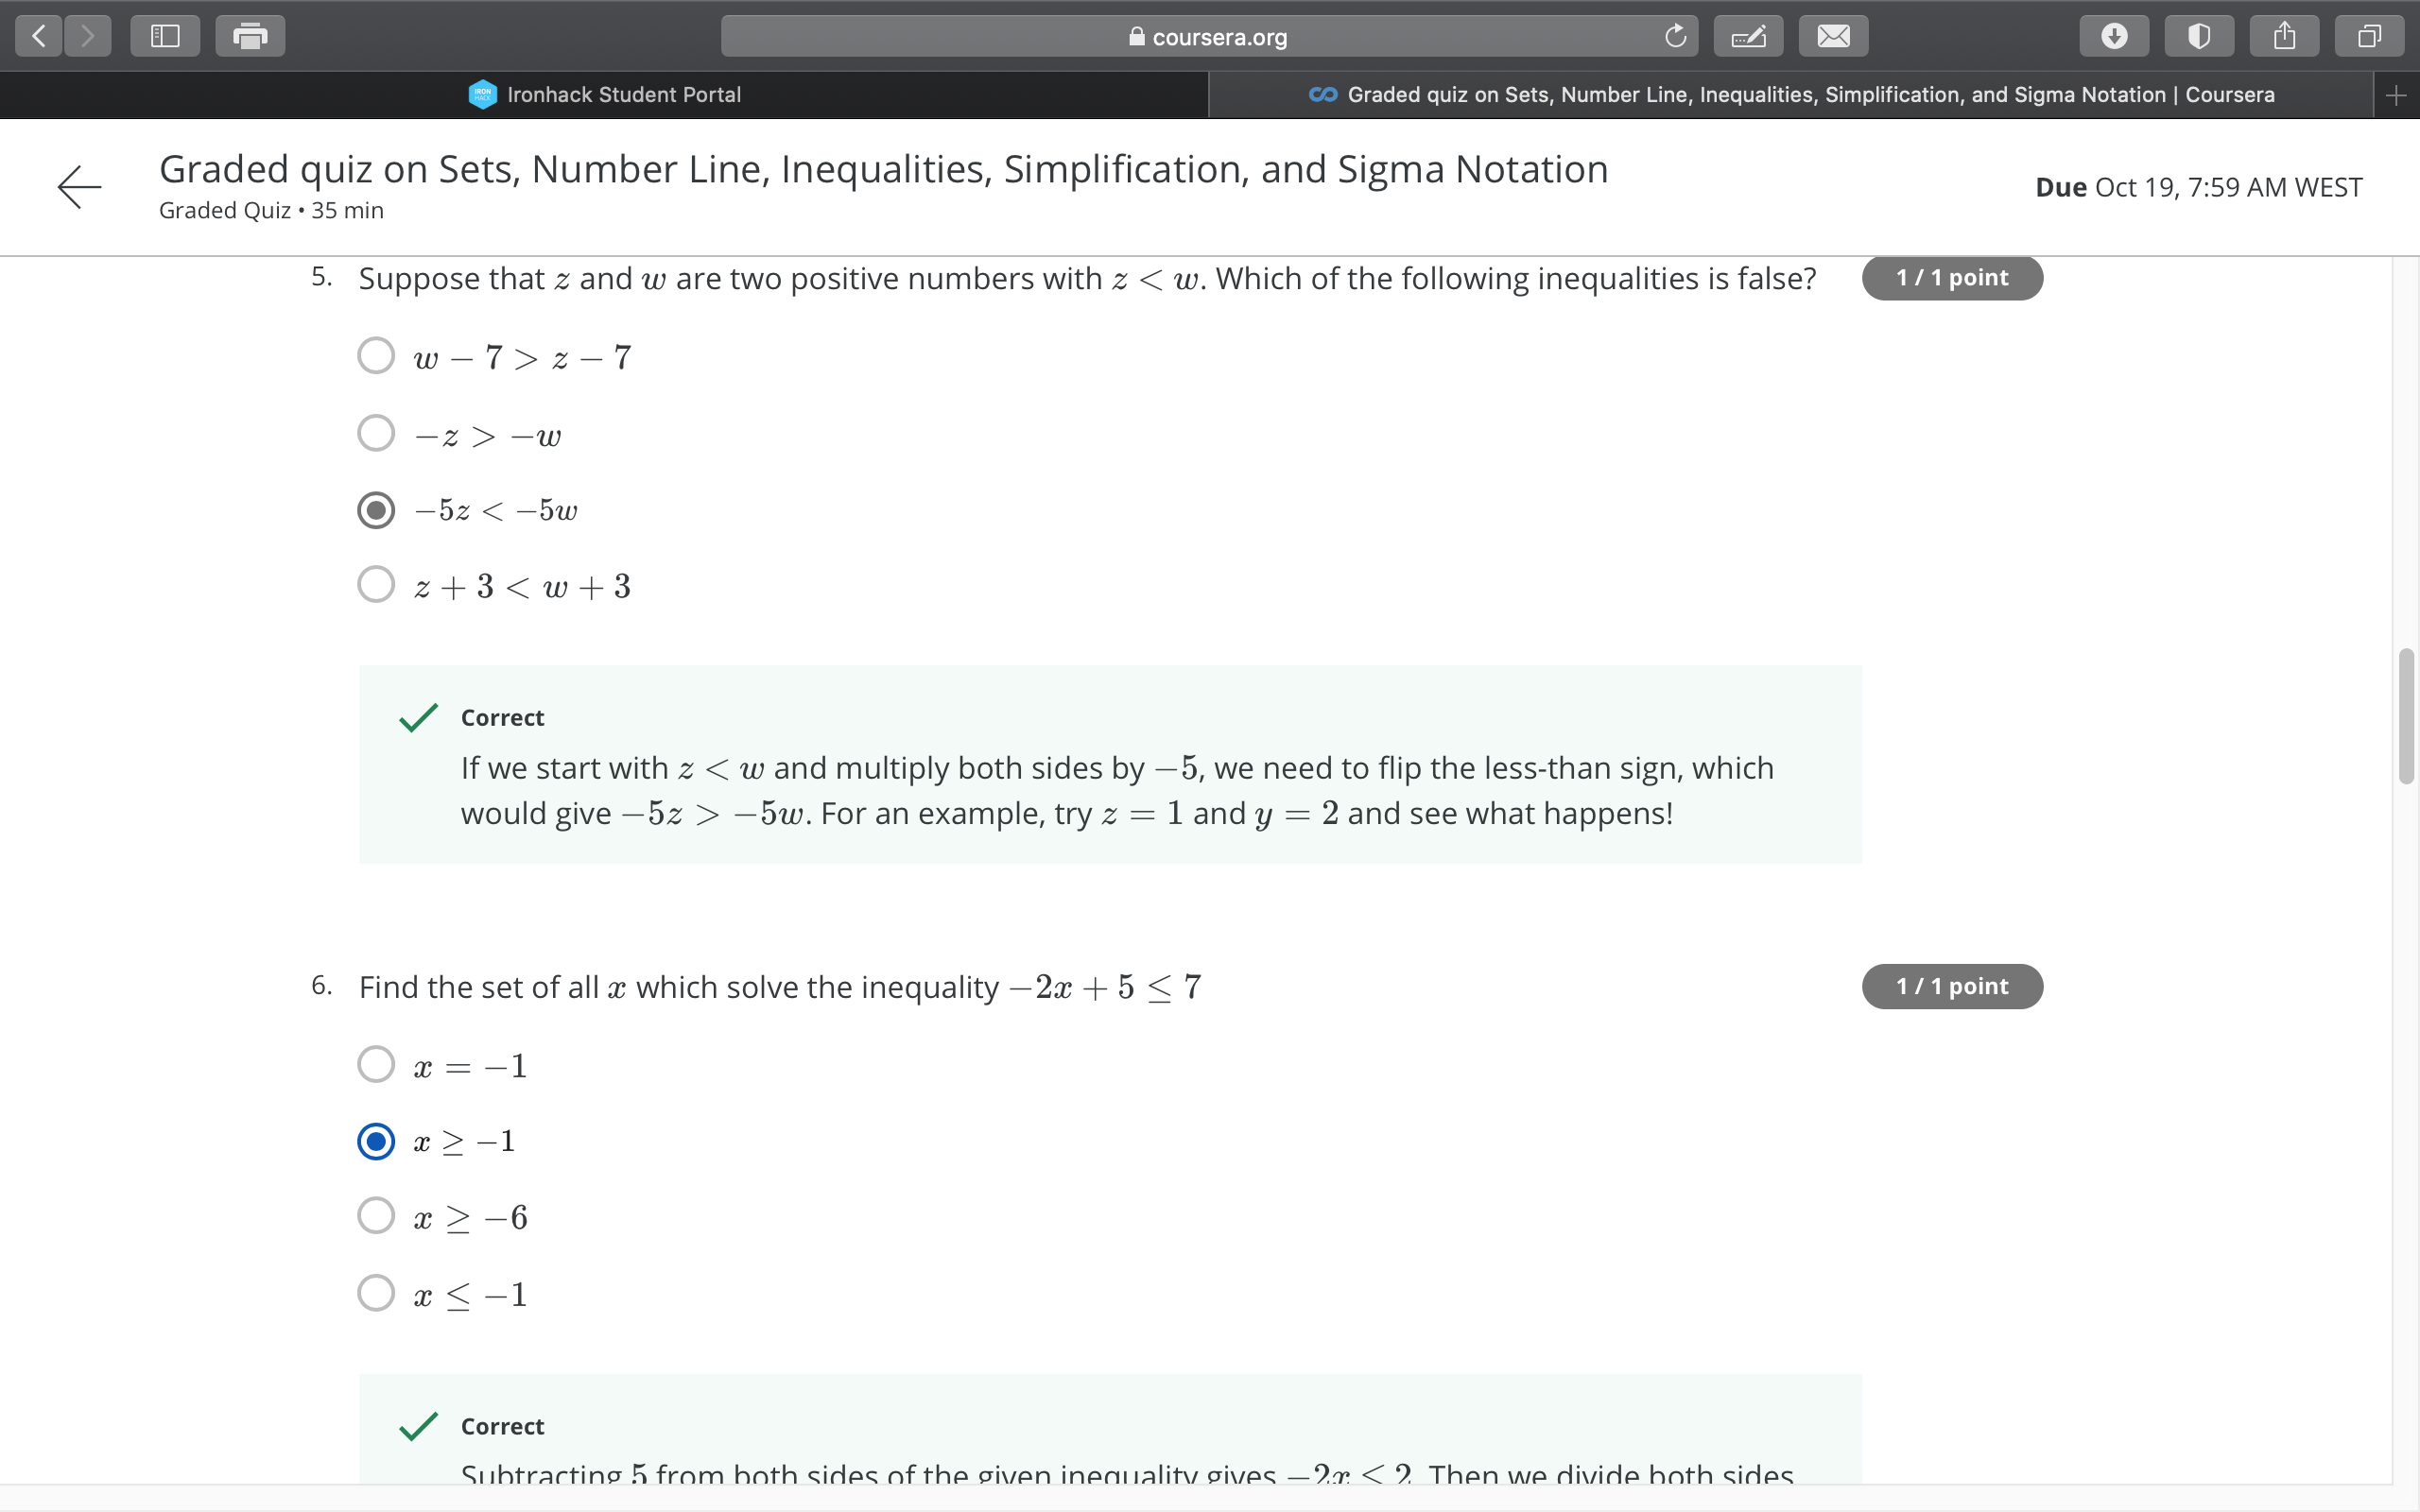 coursera.org
IRON HACK Ironhack Student Portal
Graded quiz on Sets, Number Line, Inequalities, Simplification, and Sigma Notation | Coursera
Graded quiz on Sets, Number Line, Inequalities, Simplification, and Sigma Notation
Graded Quiz • 35 min
Due Oct 19, 7:59 AM WEST
5. Suppose that z and w are two positive numbers with z < w. Which of the following inequalities is false?
1 / 1 point
w − 7 > z − 7
−z > −w
−5z < −5w
z + 3 < w + 3
Correct
If we start with z < w and multiply both sides by −5, we need to flip the less-than sign, which
would give −5z > −5w. For an example, try z = 1 and y = 2 and see what happens!
6. Find the set of all x which solve the inequality −2x + 5 ≤ 7
1 / 1 point
x = −1
x ≥ −1
x ≥ −6
x ≤ −1
Correct
Subtracting 5 from both sides of the given inequality gives −2x ≤ 2. Then we divide both sides